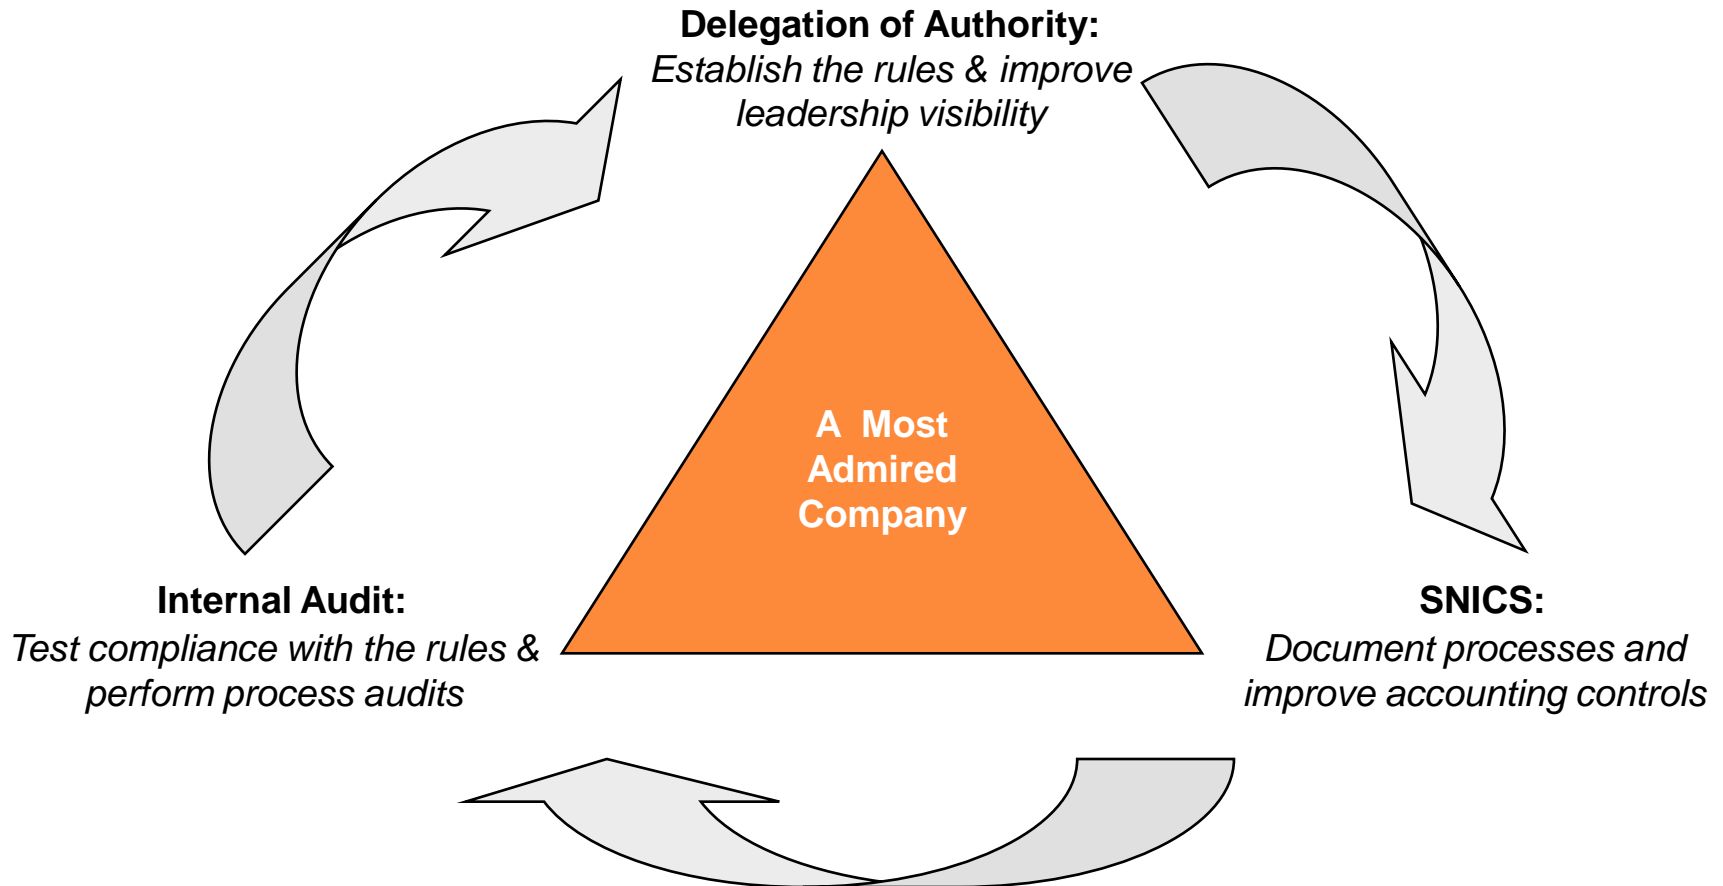 Delegation of Authority:
Establish the rules & improve
leadership visibility
A Most
Admired
Company
Internal Audit:
Test compliance with the rules &
perform process audits
SNICS:
Document processes and
improve accounting controls